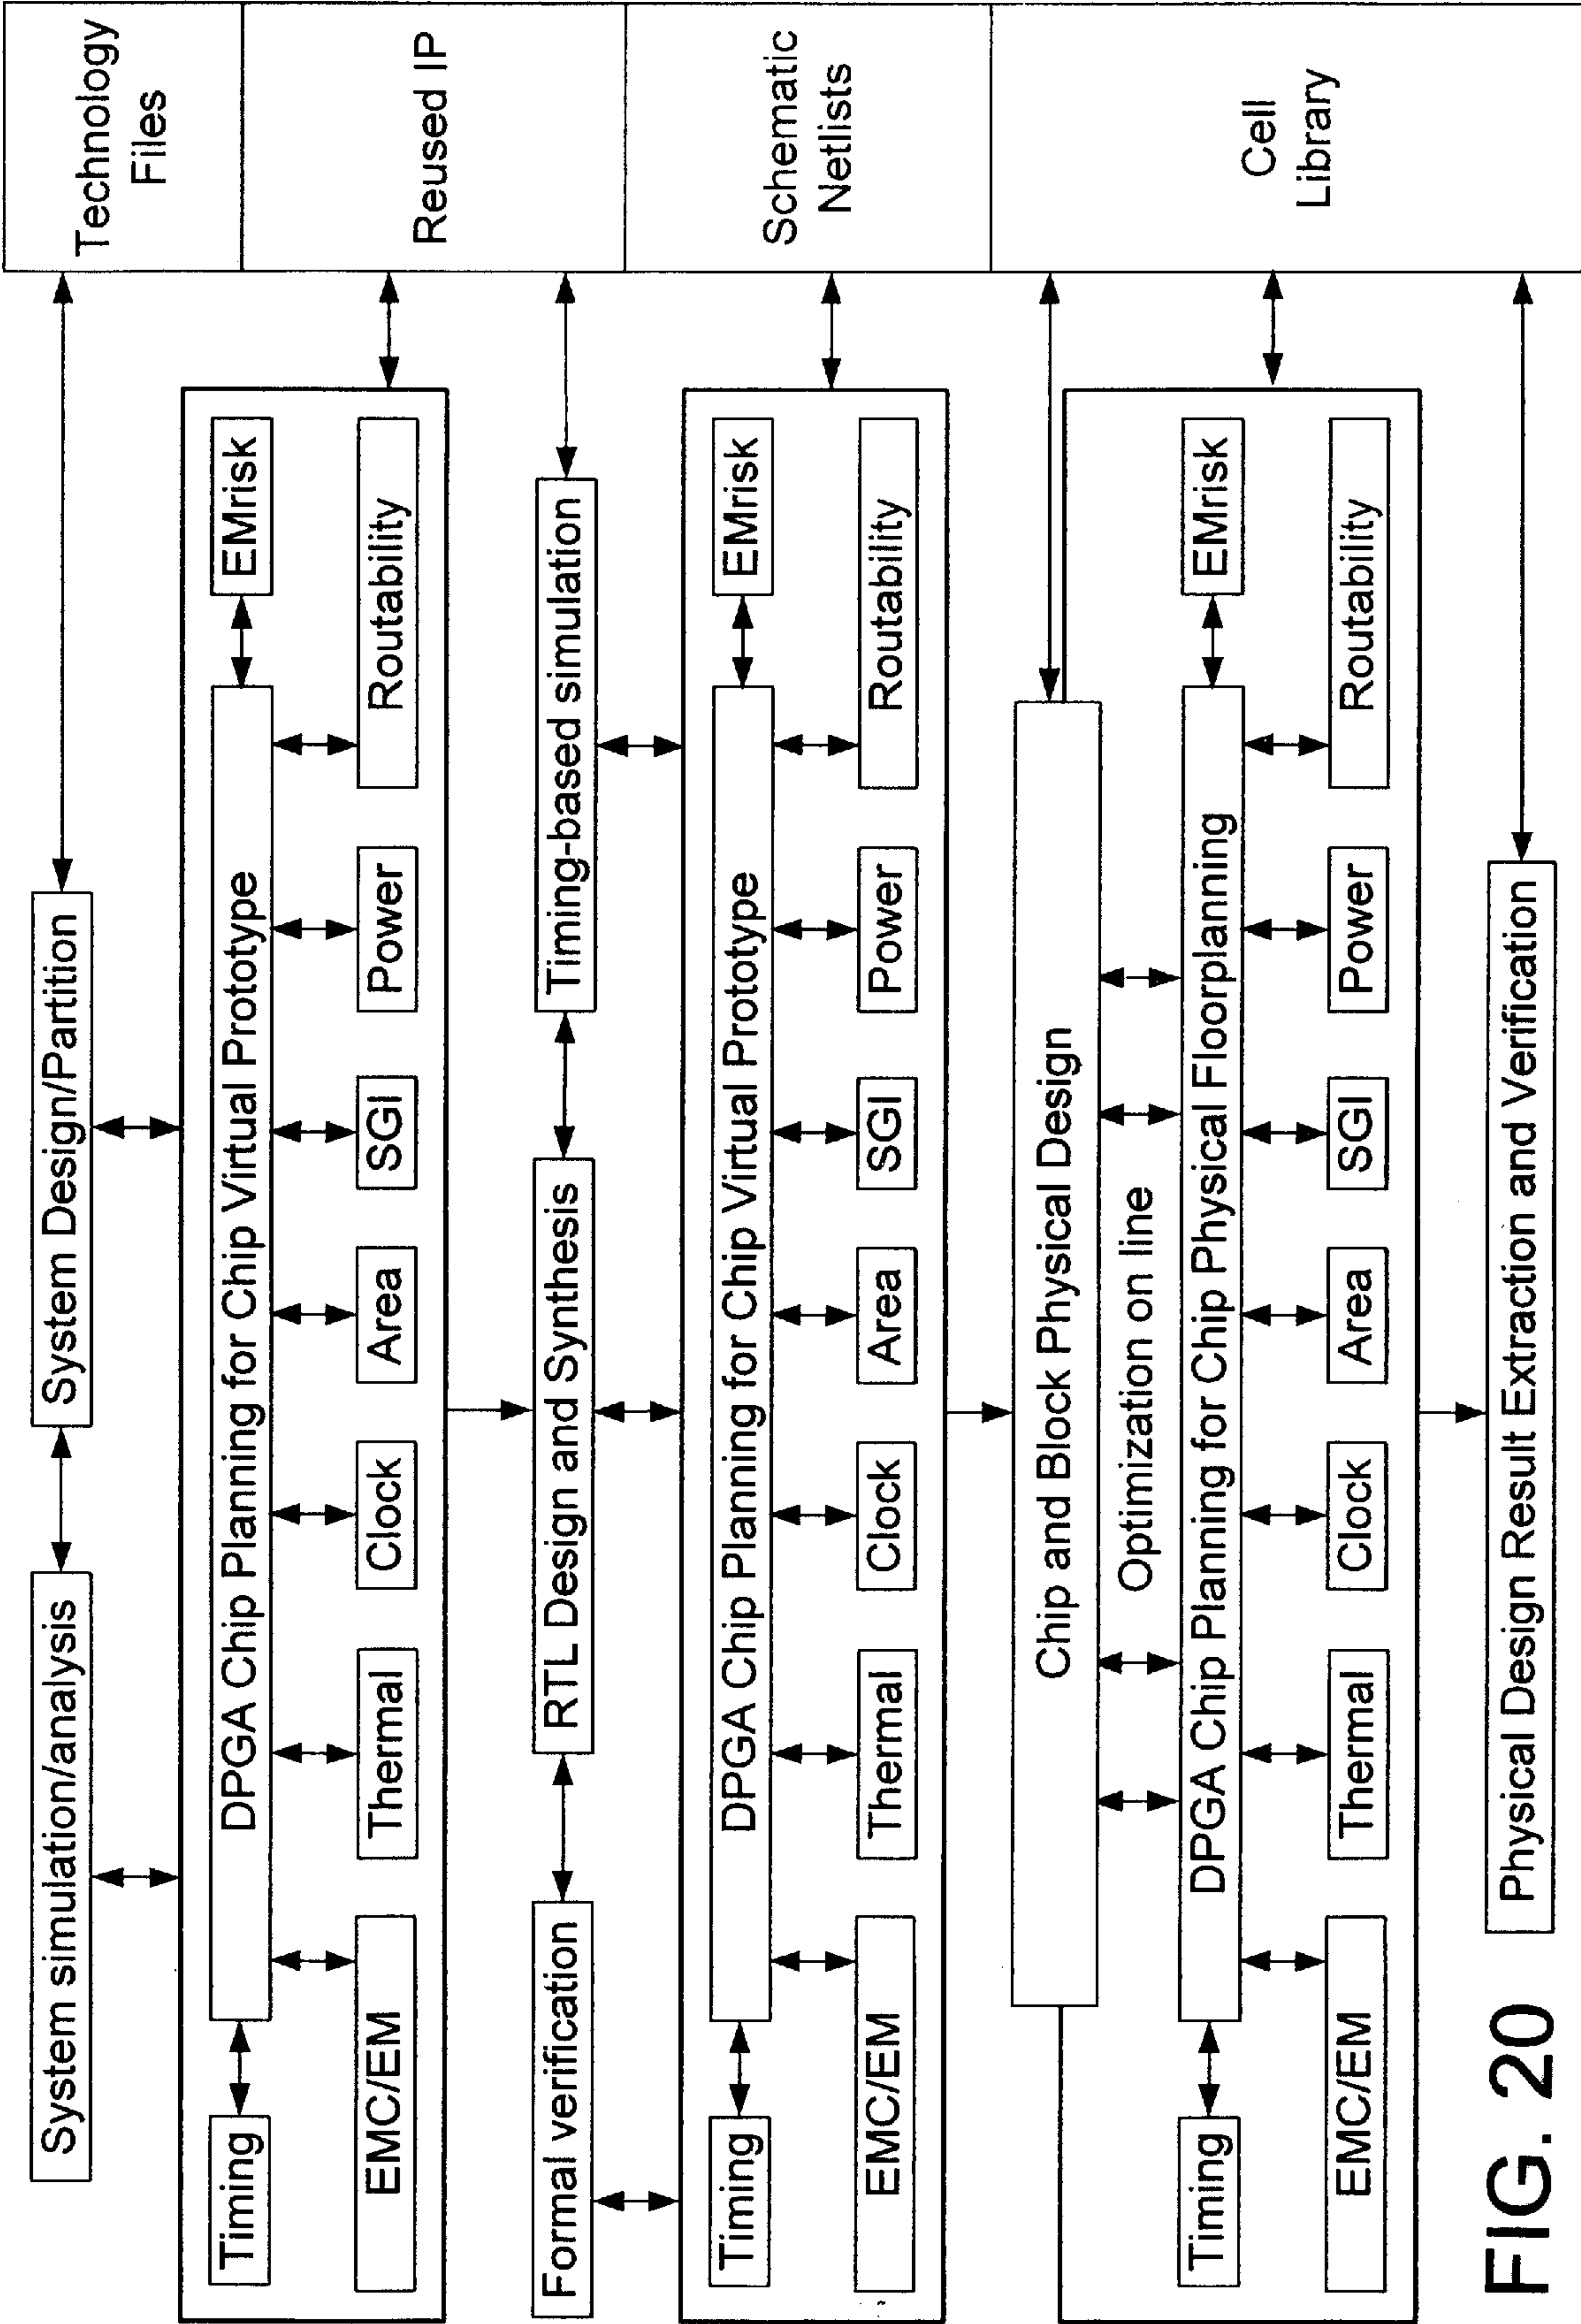 System simulation/analysis
System Design/Partition
Technology
Files
Timing
DPGA Chip Planning for Chip Virtual Prototype
EMrisk
EMC/EM
Thermal
Clock
Area
SGI
Power
Routability
Reused IP
Formal verification
RTL Design and Synthesis
Timing-based simulation
Timing
DPGA Chip Planning for Chip Virtual Prototype
EMrisk
EMC/EM
Thermal
Clock
Area
SGI
Power
Routability
Schematic
Netlists
Chip and Block Physical Design
Optimization on line
Timing
DPGA Chip Planning for Chip Physical Floorplanning
EMrisk
EMC/EM
Thermal
Clock
Area
SGI
Power
Routability
Cell
Library
Physical Design Result Extraction and Verification
FIG. 20